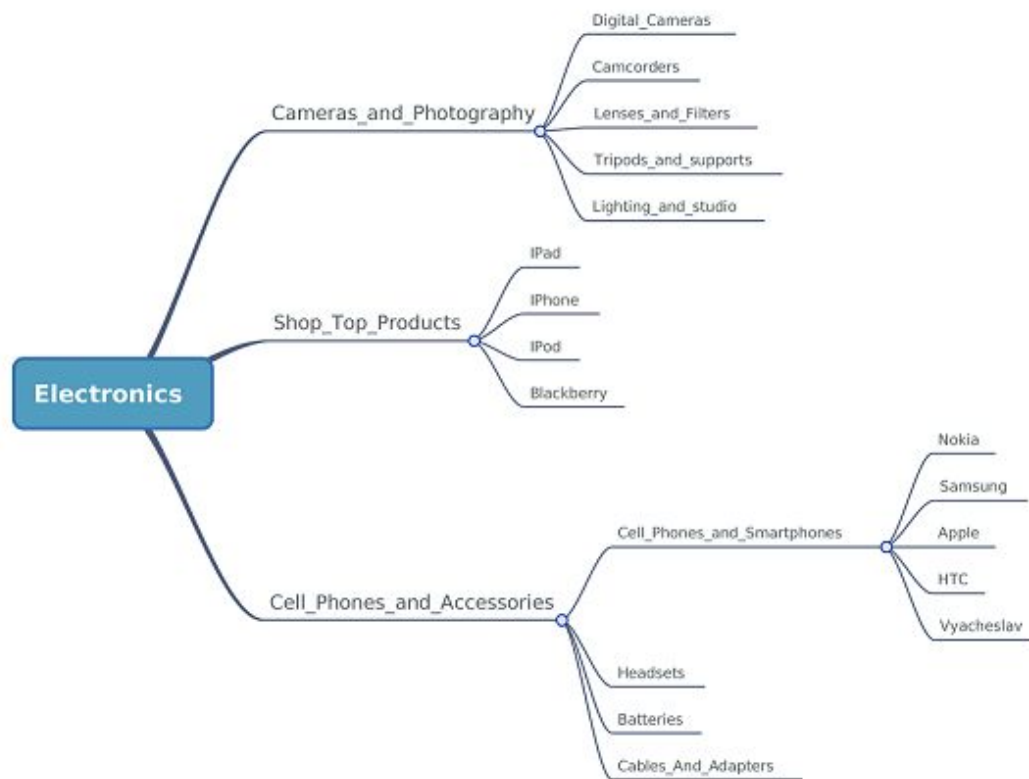 Electronics
Cameras_and_Photography
Digital_Cameras
Camcorders
Lenses_and_Filters
Tripods_and_supports
Lighting_and_studio
Shop_Top_Products
IPad
IPhone
IPod
Blackberry
Cell_Phones_and_Accessories
Cell_Phones_and_Smartphones
Nokia
Samsung
Apple
HTC
Vyacheslav
Headsets
Batteries
Cables_And_Adapters